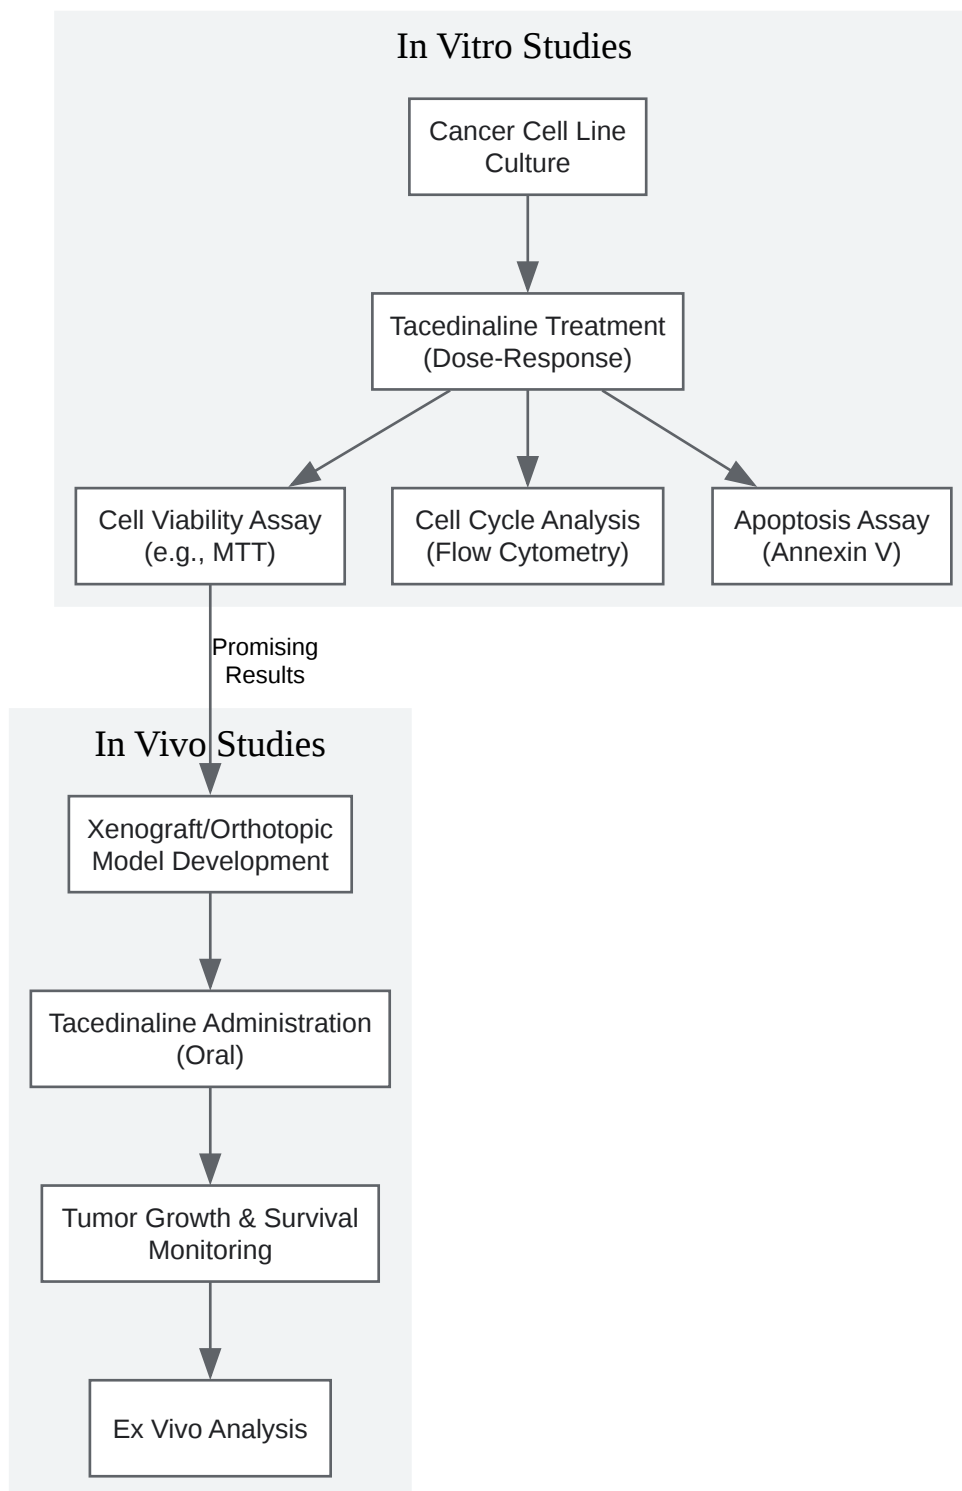 In Vitro Studies
Cancer Cell Line
Culture
Tacedinaline Treatment
(Dose-Response)
Cell Viability Assay
(e.g., MTT)
Cell Cycle Analysis
(Flow Cytometry)
Apoptosis Assay
(Annexin V)
Promising
Results
In Vivo Studies
Xenograft/Orthotopic
Model Development
Tacedinaline Administration
(Oral)
Tumor Growth & Survival
Monitoring
Ex Vivo Analysis